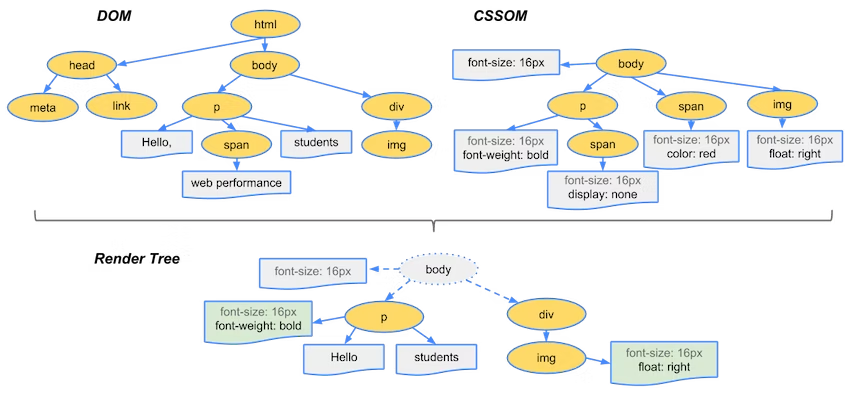 DOM
html
head
body
meta
link
p
div
Hello,
span
students
img
web performance
CSSOM
font-size: 16px
body
p
span
img
font-size: 16px
font-weight: bold
span
font-size: 16px
color: red
font-size: 16px
float: right
font-size: 16px
display: none
Render Tree
font-size: 16px
body
font-size: 16px
font-weight: bold
p
div
Hello
students
img
font-size: 16px
float: right